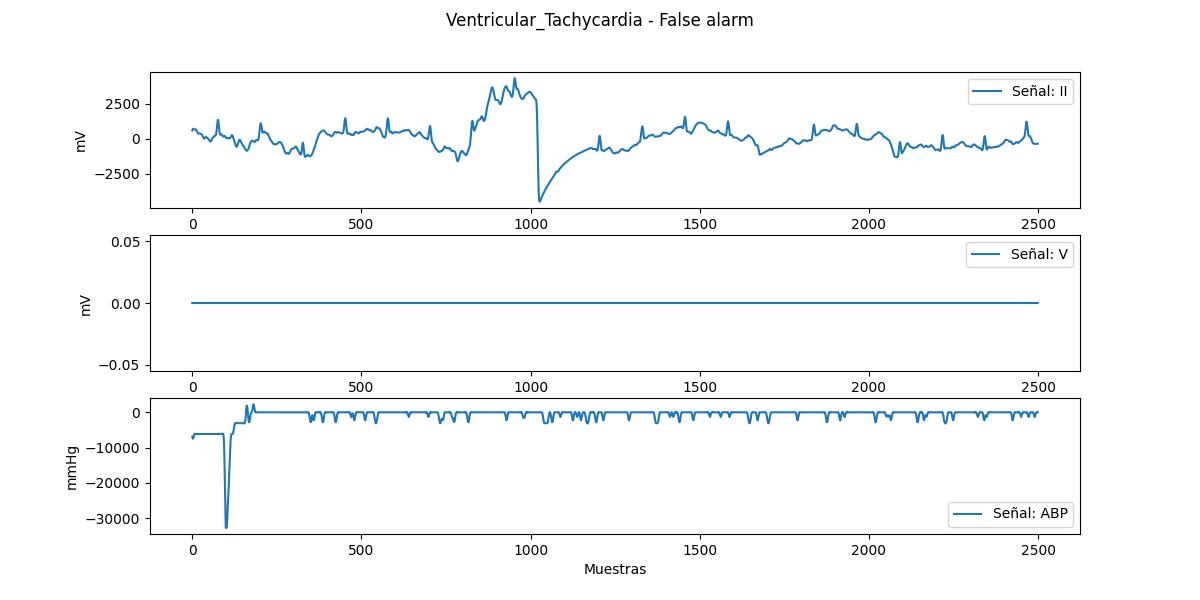 Ventricular_Tachycardia - False alarm
Señal: II
mV
2500
0
−2500
0 500 1000 1500 2000 2500
Señal: V
mV
0.05
0.00
−0.05
0 500 1000 1500 2000 2500
Señal: ABP
mmHg
0
−10000
−20000
−30000
0 500 1000 1500 2000 2500
Muestras